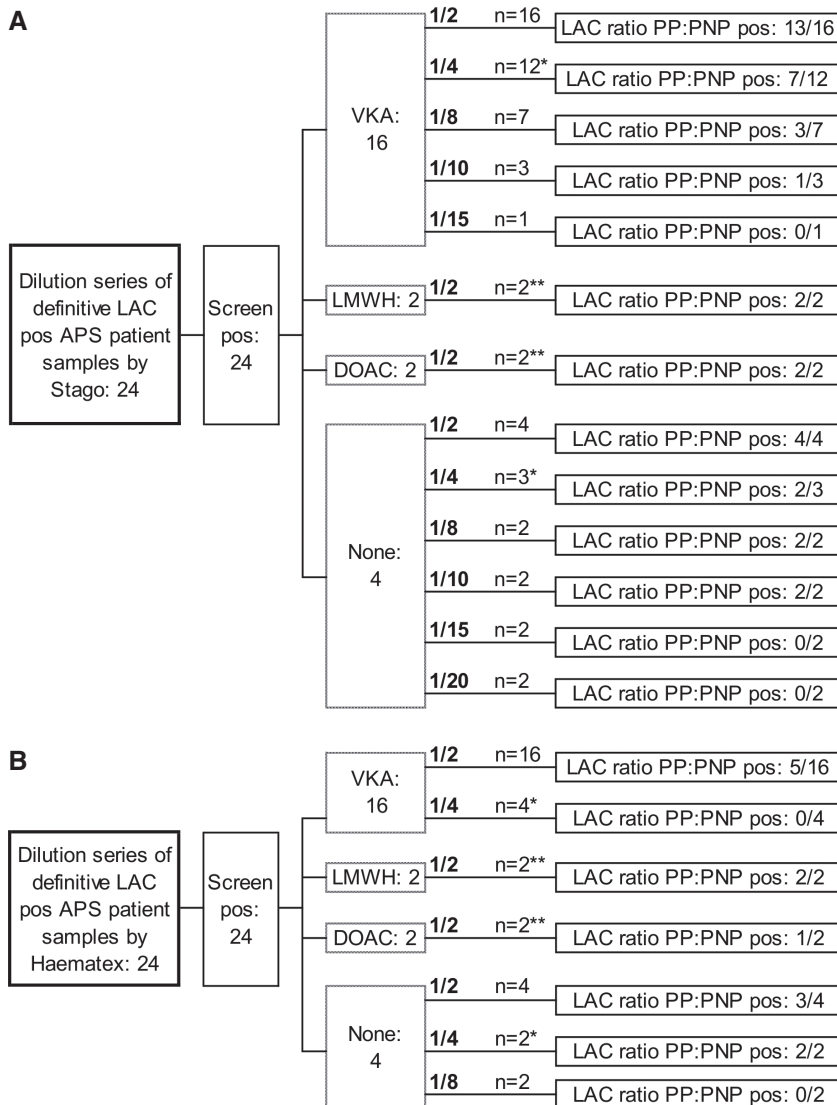 A
Dilution series of
definitive LAC
pos APS patient
samples by
Stago: 24
Screen
pos:
24
VKA:
16
1/2 n=16 LAC ratio PP:PNP pos: 13/16
1/4 n=12* LAC ratio PP:PNP pos: 7/12
1/8 n=7 LAC ratio PP:PNP pos: 3/7
1/10 n=3 LAC ratio PP:PNP pos: 1/3
1/15 n=1 LAC ratio PP:PNP pos: 0/1
LMWH: 2 1/2 n=2** LAC ratio PP:PNP pos: 2/2
DOAC: 2 1/2 n=2** LAC ratio PP:PNP pos: 2/2
None:
4
1/2 n=4 LAC ratio PP:PNP pos: 4/4
1/4 n=3* LAC ratio PP:PNP pos: 2/3
1/8 n=2 LAC ratio PP:PNP pos: 2/2
1/10 n=2 LAC ratio PP:PNP pos: 2/2
1/15 n=2 LAC ratio PP:PNP pos: 0/2
1/20 n=2 LAC ratio PP:PNP pos: 0/2
B
Dilution series of
definitive LAC
pos APS patient
samples by
Haematex: 24
Screen
pos:
24
VKA:
16
1/2 n=16 LAC ratio PP:PNP pos: 5/16
1/4 n=4* LAC ratio PP:PNP pos: 0/4
LMWH: 2 1/2 n=2** LAC ratio PP:PNP pos: 2/2
DOAC: 2 1/2 n=2** LAC ratio PP:PNP pos: 1/2
None:
4
1/2 n=4 LAC ratio PP:PNP pos: 3/4
1/4 n=2* LAC ratio PP:PNP pos: 2/2
1/8 n=2 LAC ratio PP:PNP pos: 0/2